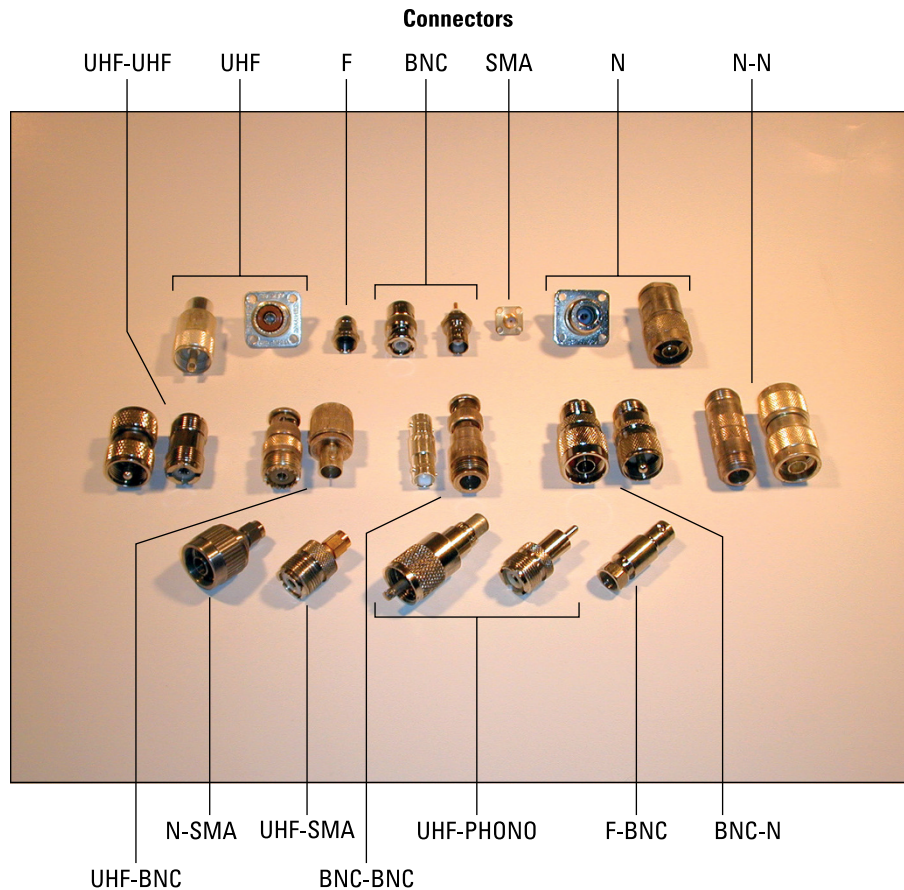 Connectors
UHF-UHF UHF F BNC SMA N N-N
N-SMA UHF-SMA UHF-PHONO F-BNC BNC-N
UHF-BNC BNC-BNC